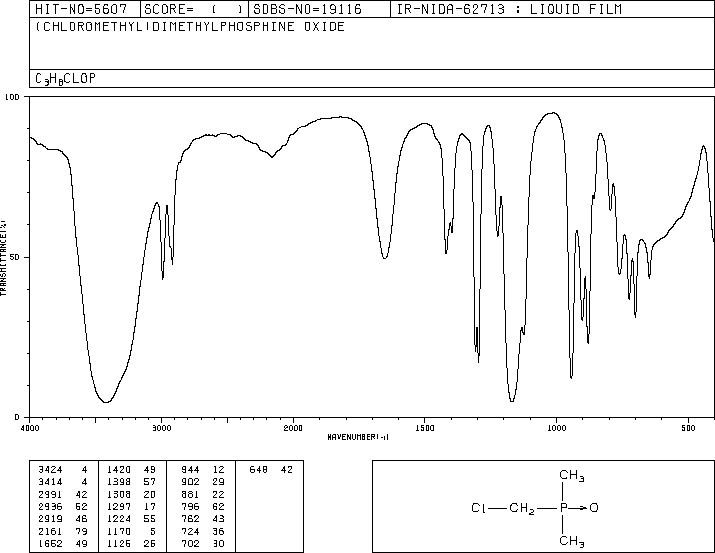 HIT-NO=5607 SCORE= ( ) SDBS-NO=19116 IR-NIDA-62713 : LIQUID FILM
(CHLOROMETHYL)DIMETHYLPHOSPHINE OXIDE
C3H8CLOP
100
50
0
TRANSMITTANCE(%)
4000 3000 2000 1500 1000 500
WAVENUMBER(-1)
3424 4 1420 49 944 12 648 42
3414 4 1398 57 902 29
2991 42 1308 20 881 22
2936 62 1297 17 796 62
2919 46 1224 55 762 43
2161 79 1170 5 724 36
1652 49 1126 26 702 30
CH3
Cl CH2 P O
CH3